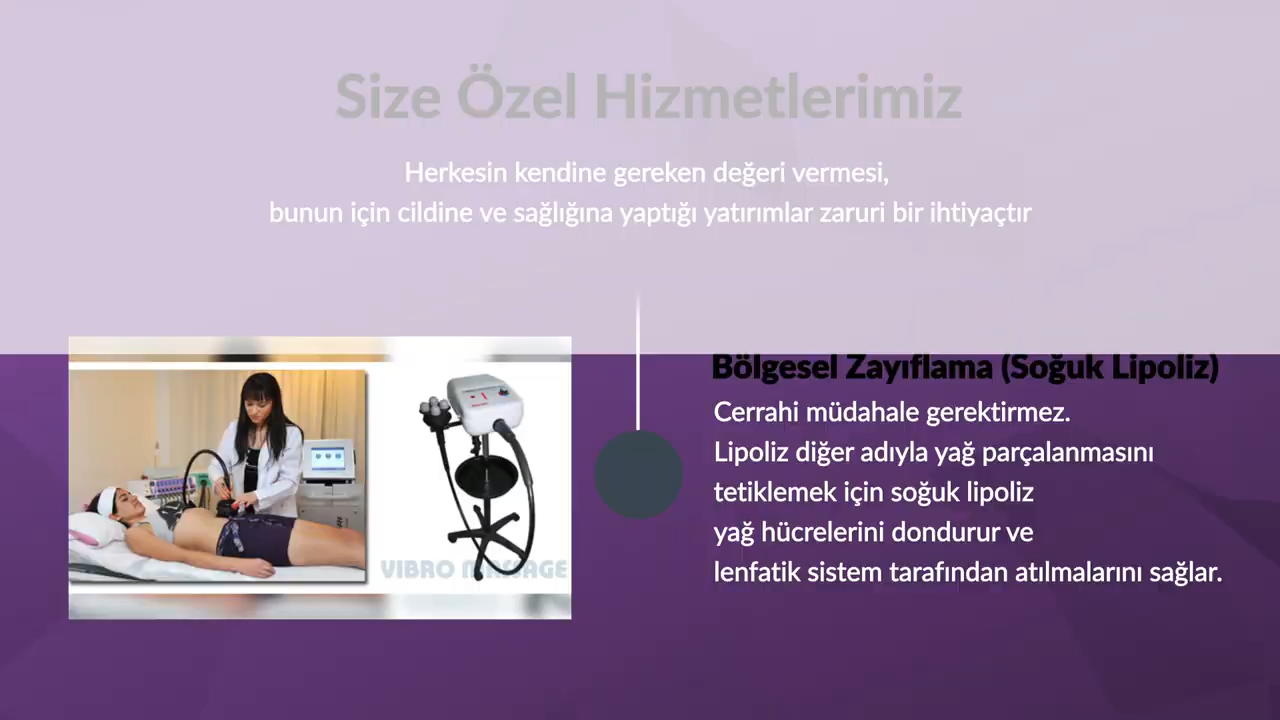 Size Özel Hizmetlerimiz
Herkesin kendine gereken değeri vermesi,
bunun için cildine ve sağlığına yaptığı yatırımlar zaruri bir ihtiyaçtır
Bölgesel Zayıflama (Soğuk Lipoliz)
Cerrahi müdahale gerektirmez.
Lipoliz diğer adıyla yağ parçalanmasını
tetiklemek için soğuk lipoliz
yağ hücrelerini dondurur ve
lenfatik sistem tarafından atılmalarını sağlar.
VIBRO MASSAGE